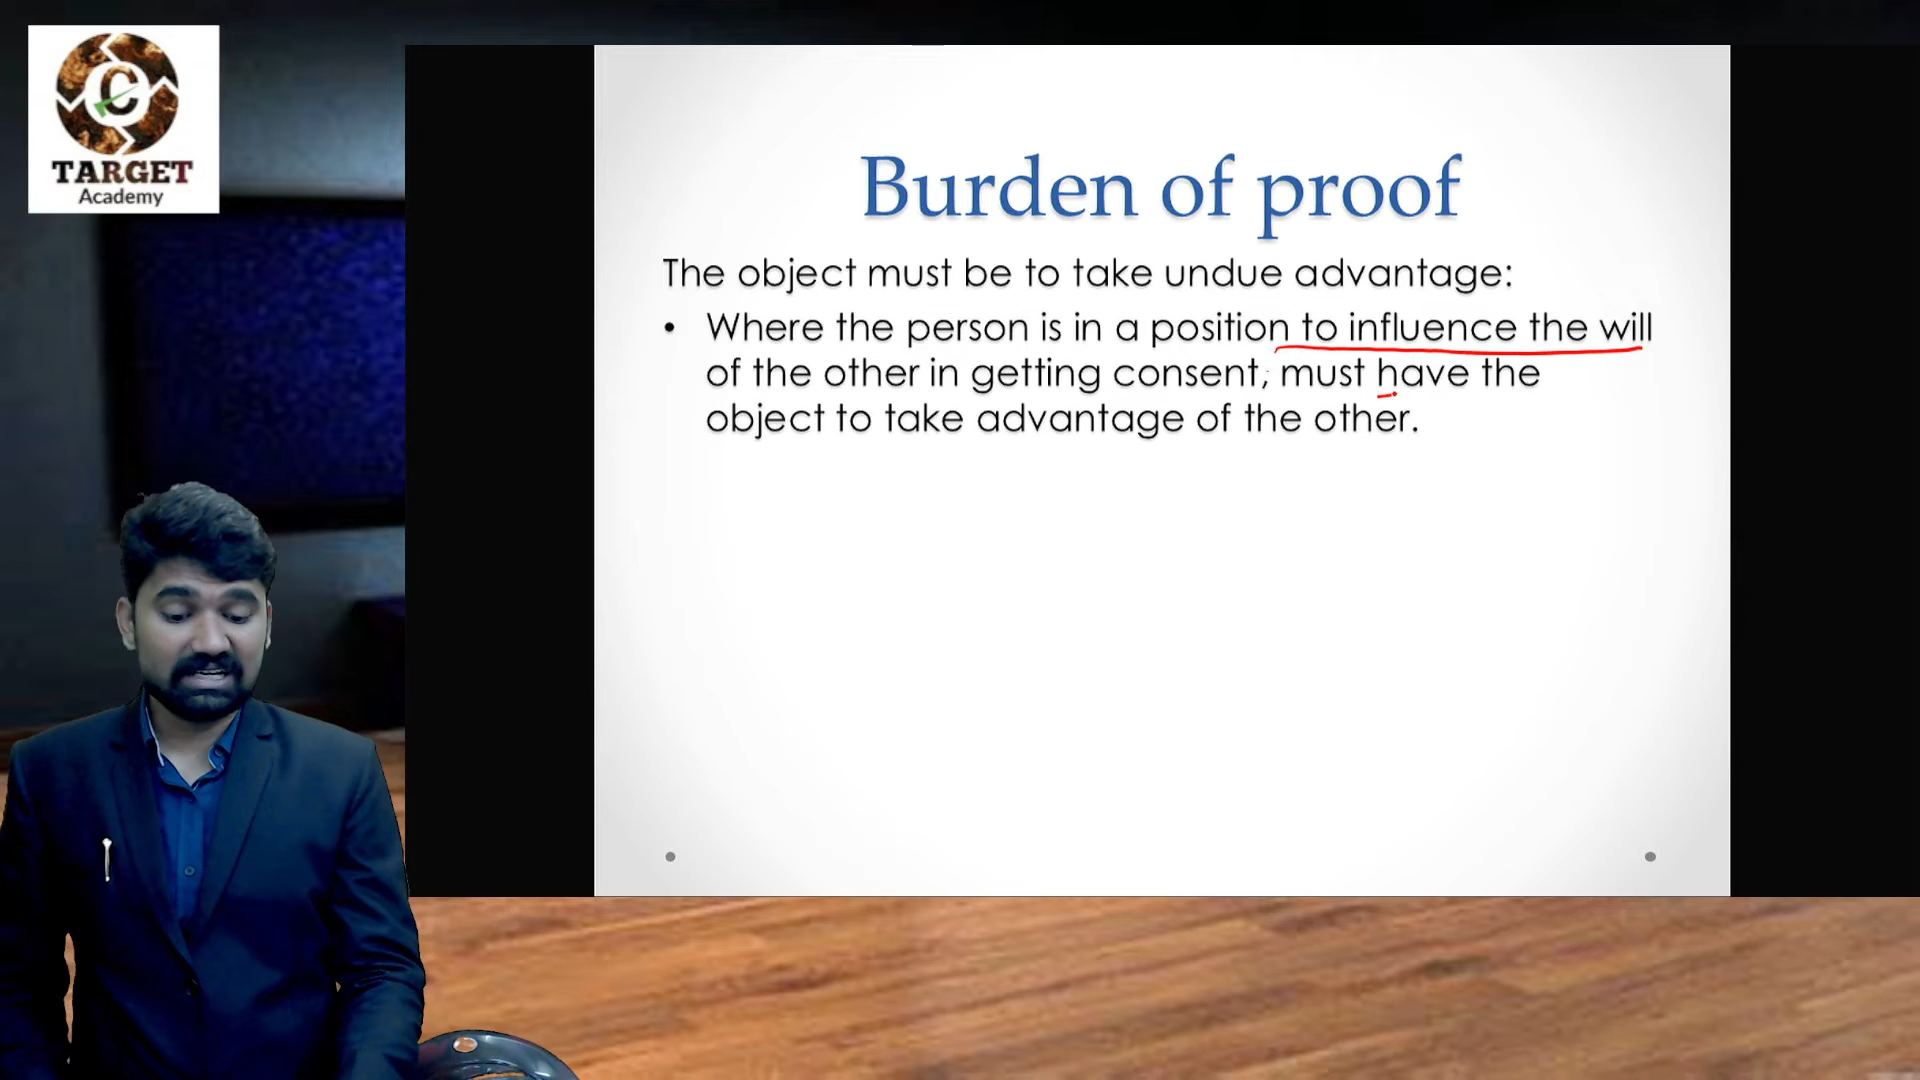 C
TARGET
Academy
Burden of proof
The object must be to take undue advantage:
• Where the person is in a position to influence the will
of the other in getting consent, must have the
object to take advantage of the other.